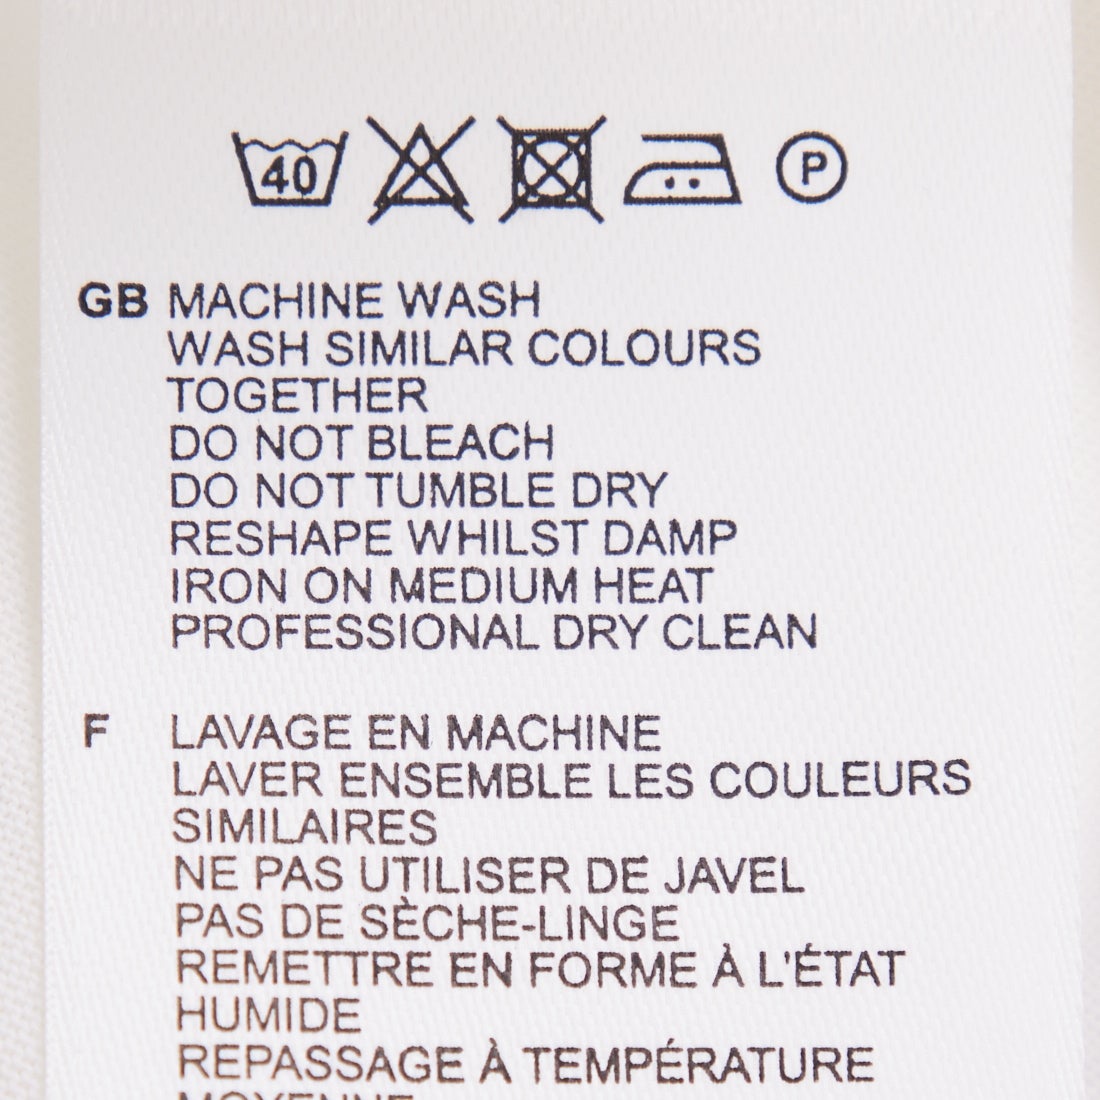 40 P
GB MACHINE WASH
WASH SIMILAR COLOURS
TOGETHER
DO NOT BLEACH
DO NOT TUMBLE DRY
RESHAPE WHILST DAMP
IRON ON MEDIUM HEAT
PROFESSIONAL DRY CLEAN
F LAVAGE EN MACHINE
LAVER ENSEMBLE LES COULEURS
SIMILAIRES
NE PAS UTILISER DE JAVEL
PAS DE SÈCHE-LINGE
REMETTRE EN FORME À L'ÉTAT
HUMIDE
REPASSAGE À TEMPÉRATURE
MOYENNE